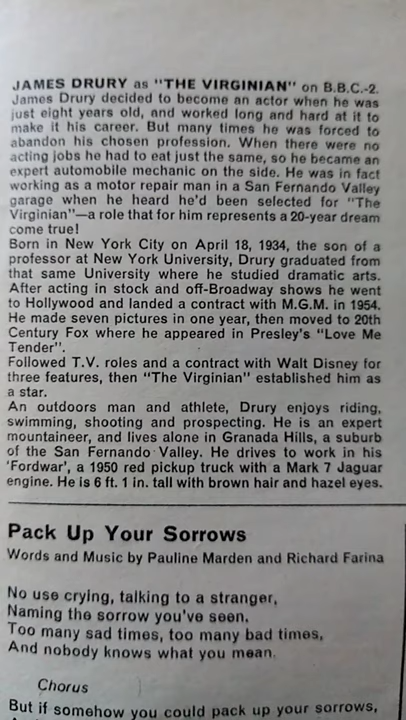 JAMES DRURY as "THE VIRGINIAN" on B.B.C.-2.
James Drury decided to become an actor when he was
just eight years old, and worked long and hard at it to
make it his career. But many times he was forced to
abandon his chosen profession. When there were no
acting jobs he had to eat just the same, so he became an
expert automobile mechanic on the side. He was in fact
working as a motor repair man in a San Fernando Valley
garage when he heard he'd been selected for "The
Virginian"—a role that for him represents a 20-year dream
come true!
Born in New York City on April 18, 1934, the son of a
professor at New York University, Drury graduated from
that same University where he studied dramatic arts.
After acting in stock and off-Broadway shows he went
to Hollywood and landed a contract with M.G.M. in 1954.
He made seven pictures in one year, then moved to 20th
Century Fox where he appeared in Presley's "Love Me
Tender".
Followed T.V. roles and a contract with Walt Disney for
three features, then "The Virginian" established him as
a star.
An outdoors man and athlete, Drury enjoys riding,
swimming, shooting and prospecting. He is an expert
mountaineer, and lives alone in Granada Hills, a suburb
of the San Fernando Valley. He drives to work in his
'Fordwar', a 1950 red pickup truck with a Mark 7 Jaguar
engine. He is 6 ft. 1 in. tall with brown hair and hazel eyes.
Pack Up Your Sorrows
Words and Music by Pauline Marden and Richard Farina
No use crying, talking to a stranger,
Naming the sorrow you've seen,
Too many sad times, too many bad times,
And nobody knows what you mean.
Chorus
But if somehow you could pack up your sorrows,